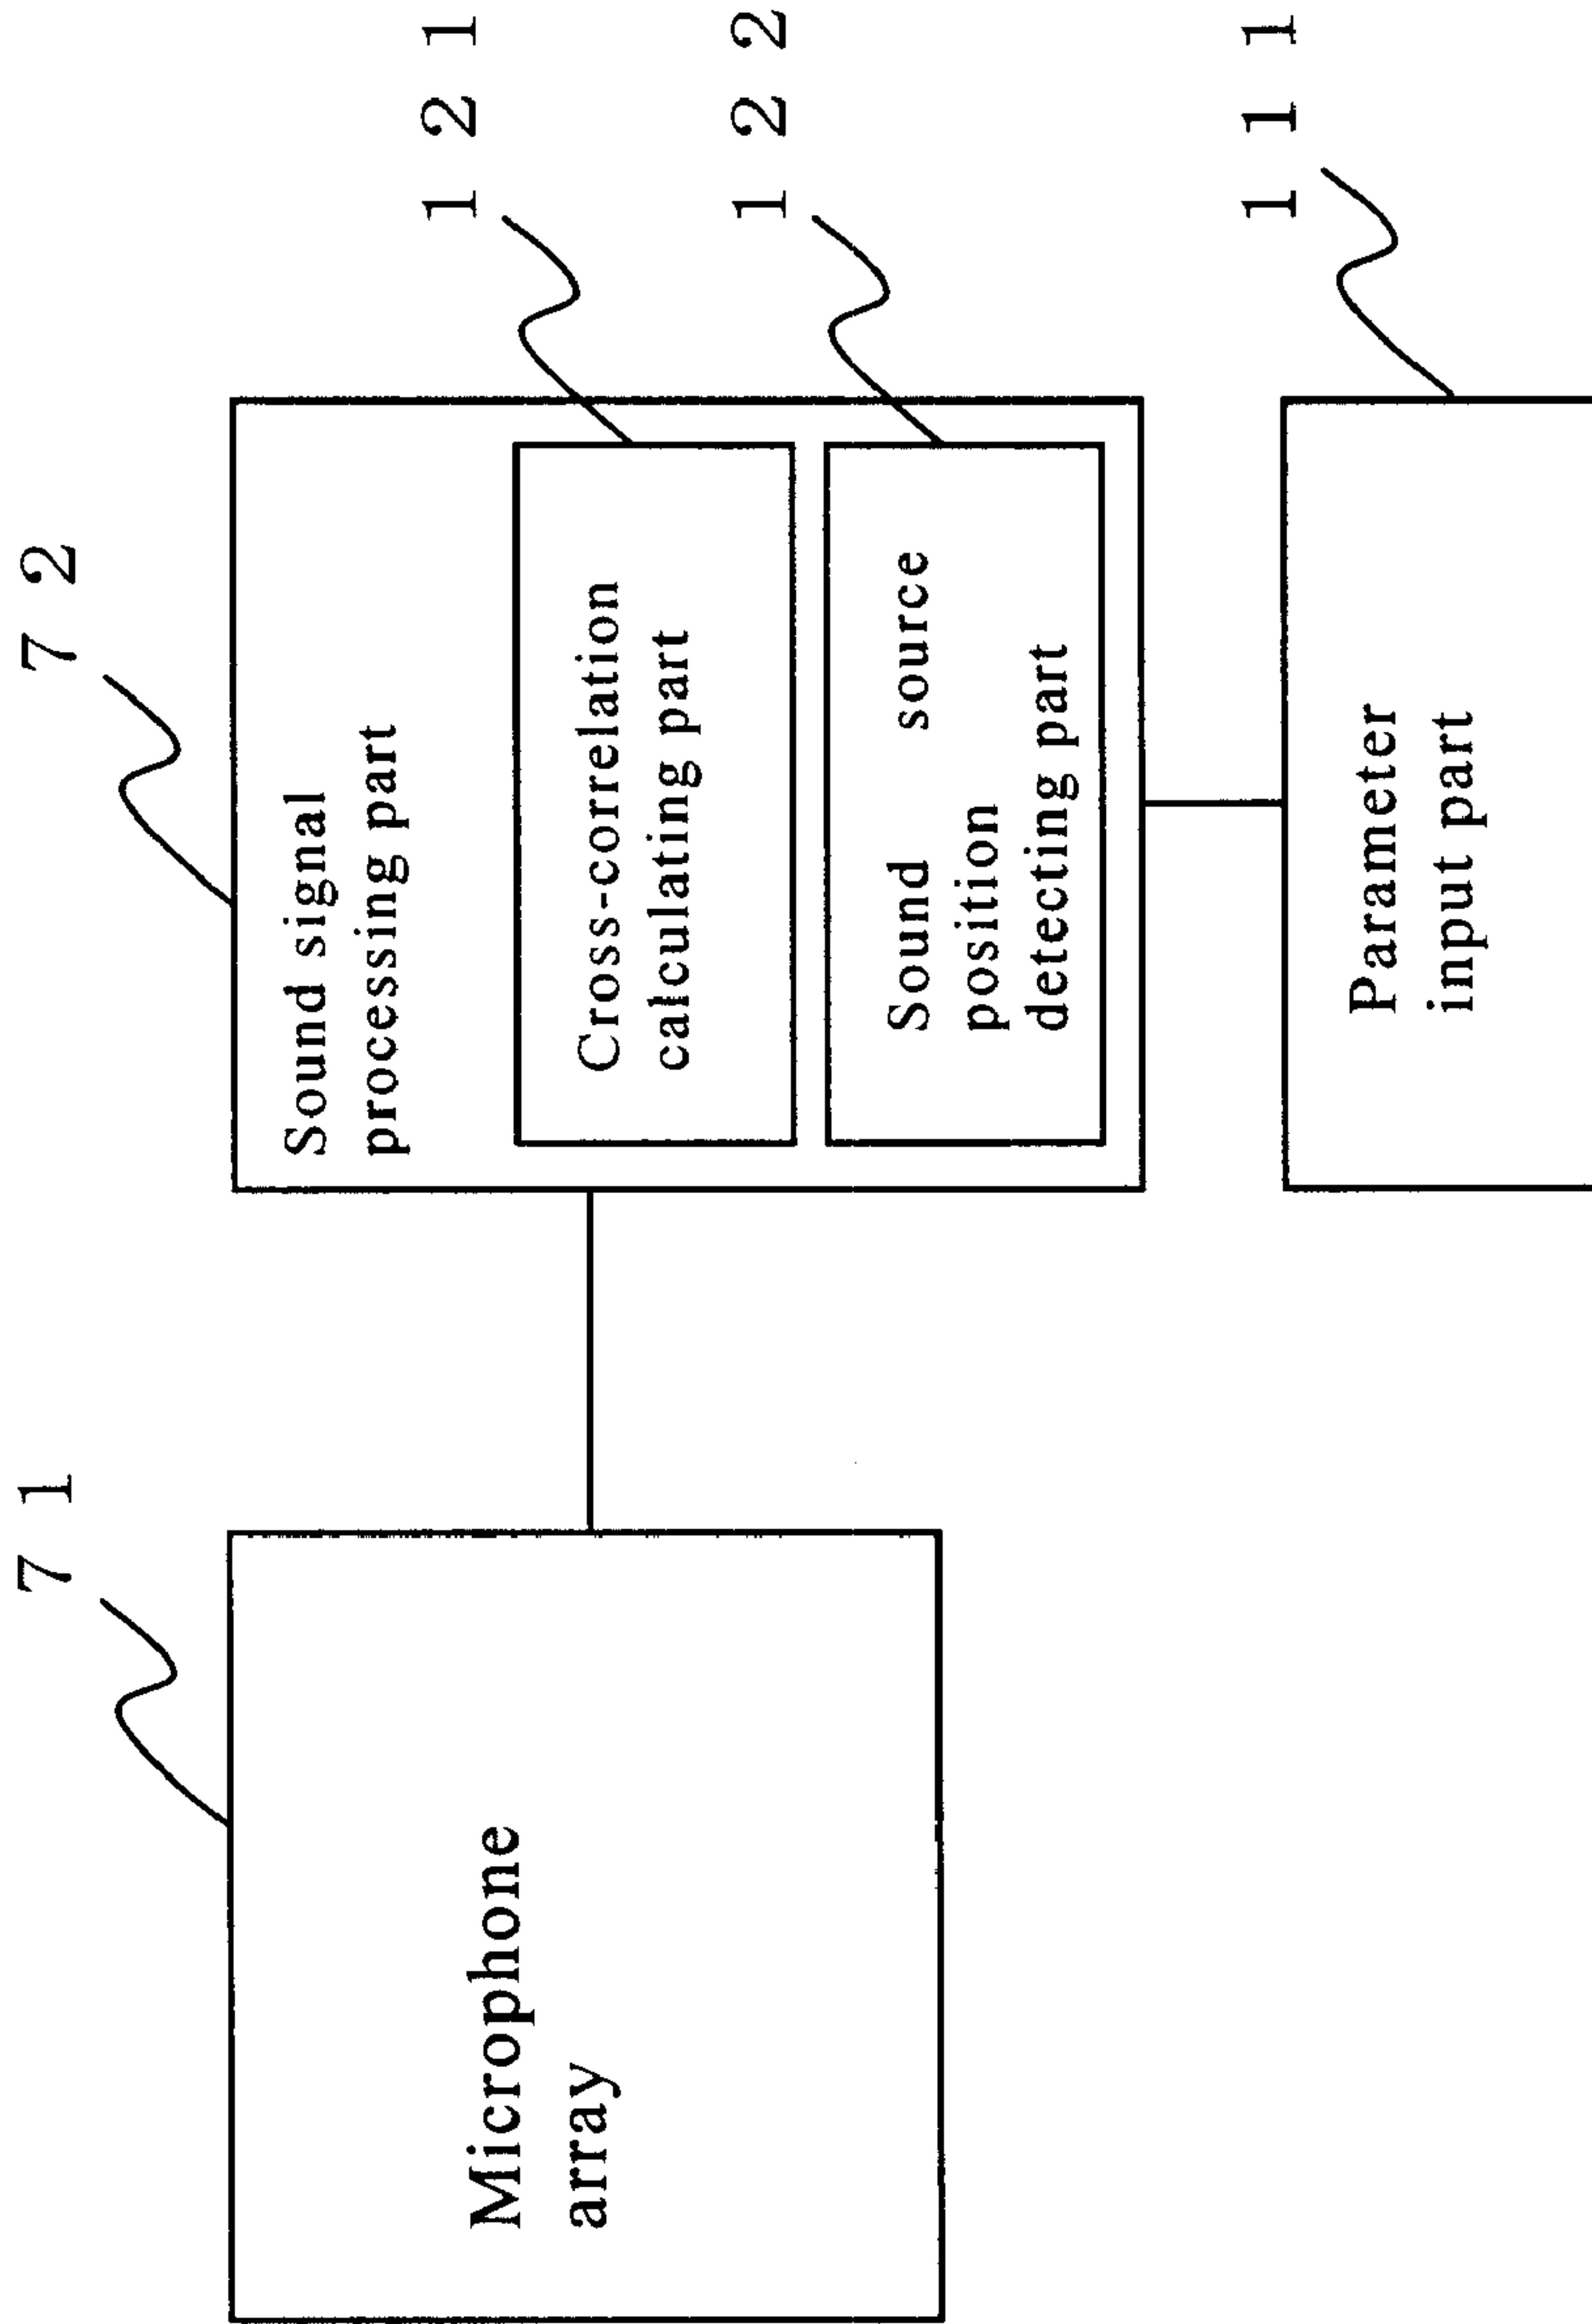 7 1
7 2
Microphone
array
Sound signal
processing part
Cross-correlation
calculating part
1 2 1
Sound source
position
detecting part
1 2 2
Parameter
input part
1 1 1